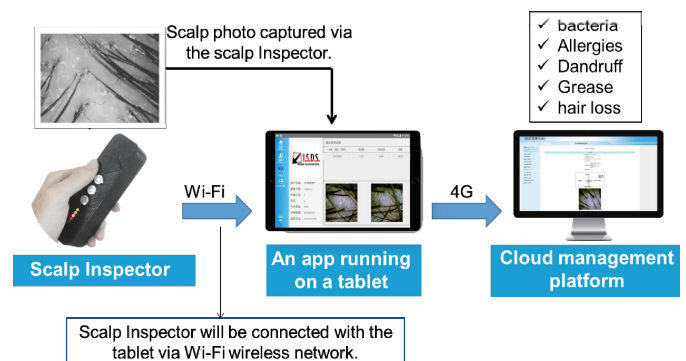 Scalp photo captured via
the scalp Inspector.
✓ bacteria
✓ Allergies
✓ Dandruff
✓ Grease
✓ hair loss
I.S.D.S.
Wi-Fi
4G
Scalp Inspector
An app running
on a tablet
Cloud management
platform
Scalp Inspector will be connected with the
tablet via Wi-Fi wireless network.